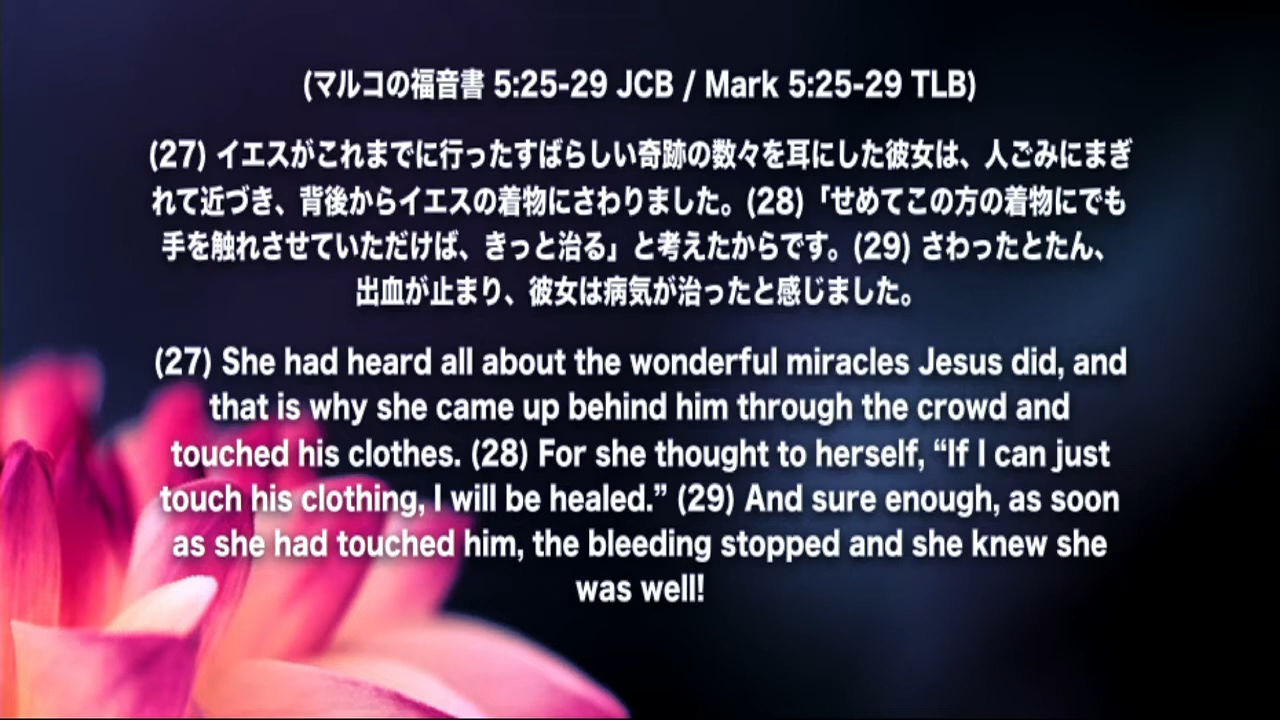 (マルコの福音書 5:25-29 JCB / Mark 5:25-29 TLB)
(27) イエスがこれまでに行ったすばらしい奇跡の数々を耳にした彼女は、人ごみにまぎ
れて近づき、背後からイエスの着物にさわりました。(28)「せめてこの方の着物にでも
手を触れさせていただけば、きっと治る」と考えたからです。(29) さわったとたん、
出血が止まり、彼女は病気が治ったと感じました。
(27) She had heard all about the wonderful miracles Jesus did, and
that is why she came up behind him through the crowd and
touched his clothes. (28) For she thought to herself, “If I can just
touch his clothing, I will be healed.” (29) And sure enough, as soon
as she had touched him, the bleeding stopped and she knew she
was well!